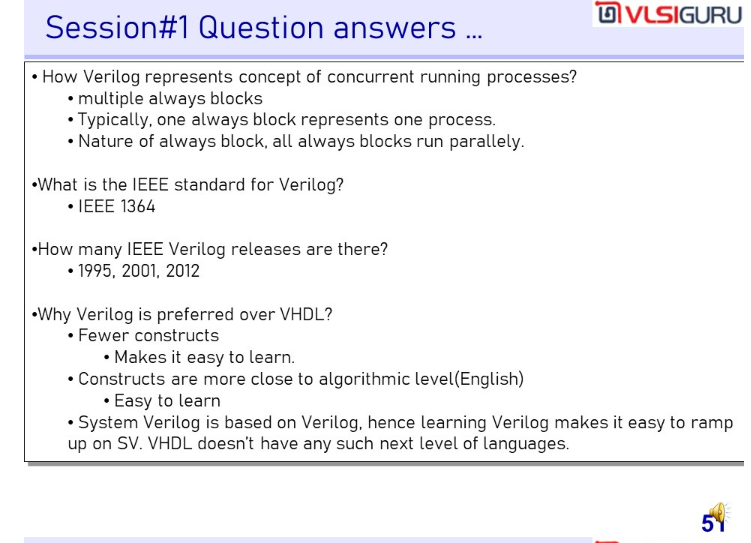 Session#1 Question answers ...
VLSIGURU
• How Verilog represents concept of concurrent running processes?
• multiple always blocks
• Typically, one always block represents one process.
• Nature of always block, all always blocks run parallely.
•What is the IEEE standard for Verilog?
• IEEE 1364
•How many IEEE Verilog releases are there?
• 1995, 2001, 2012
•Why Verilog is preferred over VHDL?
• Fewer constructs
• Makes it easy to learn.
• Constructs are more close to algorithmic level(English)
• Easy to learn
• System Verilog is based on Verilog, hence learning Verilog makes it easy to ramp
up on SV. VHDL doesn't have any such next level of languages.
51